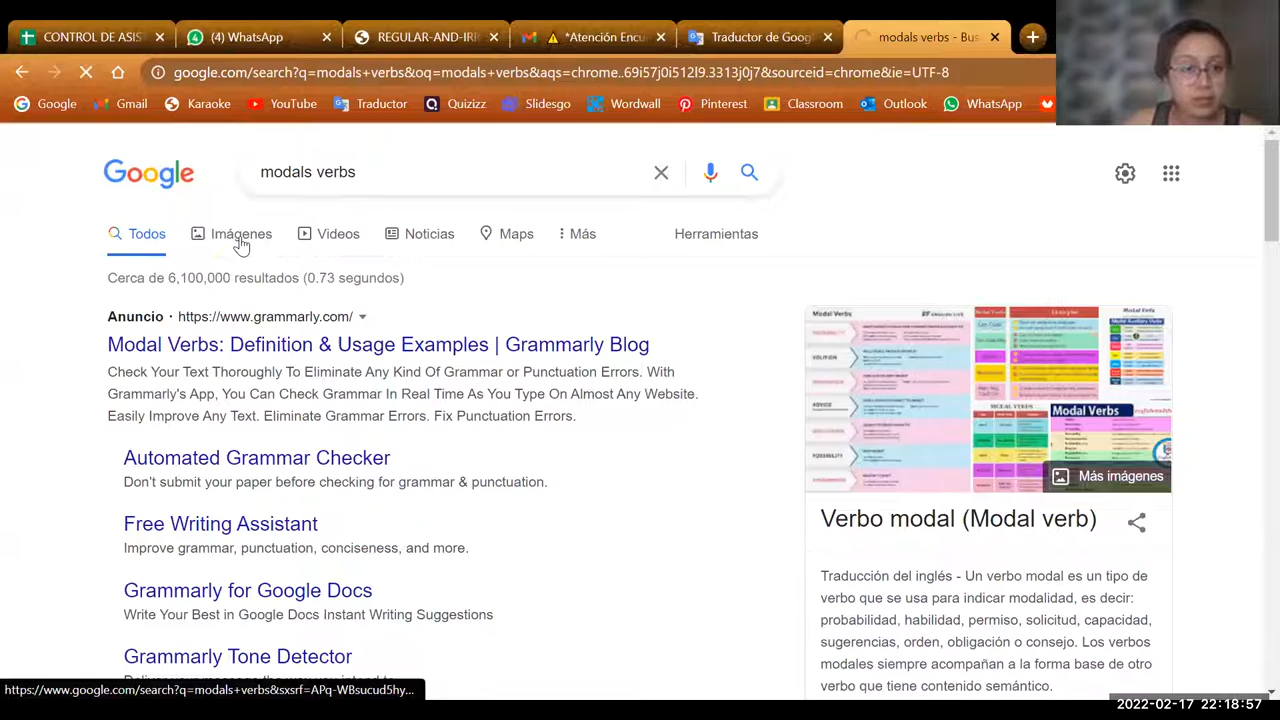 CONTROL DE ASIS
(4) WhatsApp
REGULAR-AND-IRI
*Atención Encu
Traductor de Goog
modals verbs - Bus
google.com/search?q=modals+verbs&oq=modals+verbs&aqs=chrome..69i57j0i512l9.3313j0j7&sourceid=chrome&ie=UTF-8
Google
Gmail
Karaoke
YouTube
Traductor
Quizizz
Slidesgo
Wordwall
Pinterest
Classroom
Outlook
WhatsApp
Google
modals verbs
Todos
Imágenes
Videos
Noticias
Maps
Más
Herramientas
Cerca de 6,100,000 resultados (0.73 segundos)
Anuncio · https://www.grammarly.com/
Modal Verbs Definition - Usage Examples | Grammarly Blog
Check Your Text Thoroughly To Eliminate Any Kind Of Grammar or Punctuation Errors. With
Grammarly's App, You Can Check Grammar in Real Time As You Type On Almost Any Website.
Easily Improve Any Text. Eliminate Grammar Errors. Fix Punctuation Errors.
Automated Grammar Checker
Don't submit your paper before checking for grammar & punctuation.
Free Writing Assistant
Improve grammar, punctuation, conciseness, and more.
Grammarly for Google Docs
Write Your Best in Google Docs Instant Writing Suggestions
Grammarly Tone Detector
Modal Verbs
ENGLISH LIVE
Modal Verbs
MODAL VERBS
Modal Verbs
Más imágenes
Verbo modal (Modal verb)
Traducción del inglés - Un verbo modal es un tipo de
verbo que se usa para indicar modalidad, es decir:
probabilidad, habilidad, permiso, solicitud, capacidad,
sugerencias, orden, obligación o consejo. Los verbos
modales siempre acompañan a la forma base de otro
verbo que tiene contenido semántico.
https://www.google.com/search?q=modals+verbs&sxsrf=APq-WBsucud5hy...
2022-02-17 22:18:57